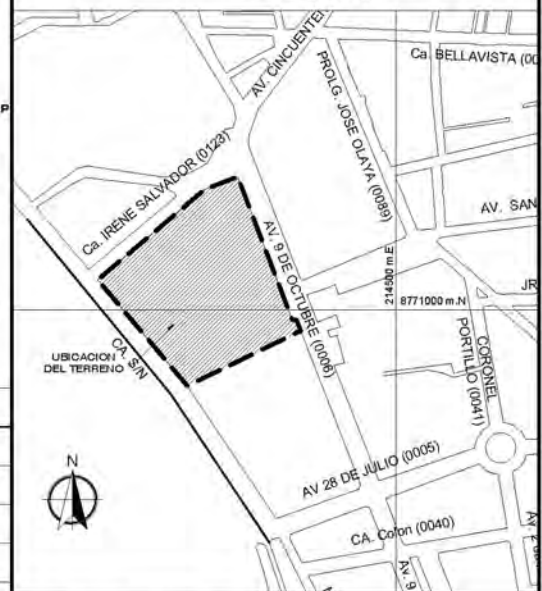 P
AV. CINCUENTE
Ca. BELLAVISTA (00
PROLG. JOSE OLAYA (0089)
Ca. IRENE SALVADOR (0123)
AV. SAN
AV. 9 DE OCTUBRE (0006)
214500 m.E
8771000 m.N
JR
UBICACION
DEL TERRENO
CA. S/N
CORONEL
PORTILLO (0041)
N
AV 28 DE JULIO (0005)
CA. Colon (0040)
Av. 9